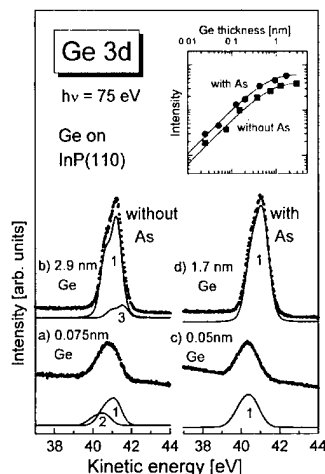 Ge 3d
hν = 75 eV
Ge on
InP(110)
Ge thickness [nm]
0 01 0.1 1
with As
without As
Intensity
without
As
with
As
b) 2.9 nm
Ge
1
3
d) 1.7 nm
Ge
1
a) 0.075nm
Ge
1
2
c) 0.05nm
Ge
1
Intensity [arb. units]
38 40 42 44 38 40 42 44
Kinetic energy [eV]